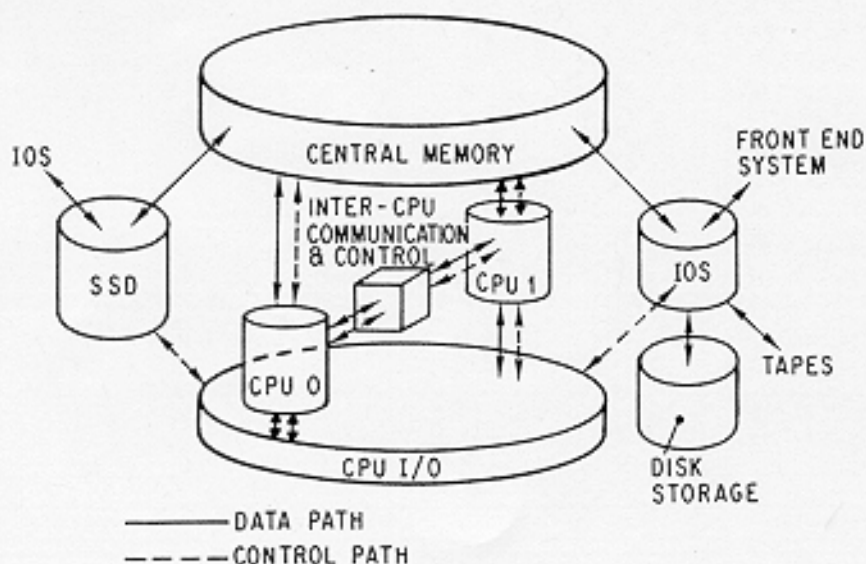 CENTRAL MEMORY
IOS
FRONT END
SYSTEM
INTER-CPU
COMMUNICATION
& CONTROL
SSD
CPU 1
IOS
CPU 0
TAPES
CPU I/O
DISK
STORAGE
DATA PATH
CONTROL PATH